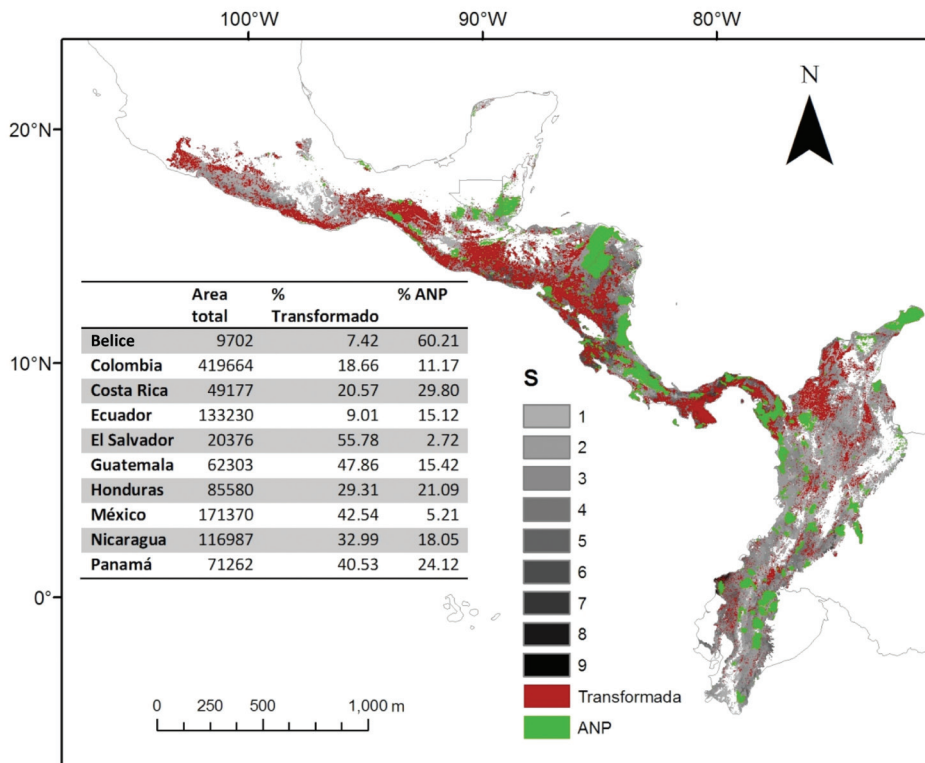 100°W 90°W 80°W
N
20°N
10°N
0°
Area total % Transformado % ANP
Belice 9702 7.42 60.21
Colombia 419664 18.66 11.17
Costa Rica 49177 20.57 29.80
Ecuador 133230 9.01 15.12
El Salvador 20376 55.78 2.72
Guatemala 62303 47.86 15.42
Honduras 85580 29.31 21.09
México 171370 42.54 5.21
Nicaragua 116987 32.99 18.05
Panamá 71262 40.53 24.12
S
1
2
3
4
5
6
7
8
9
Transformada
ANP
0 250 500 1,000 m